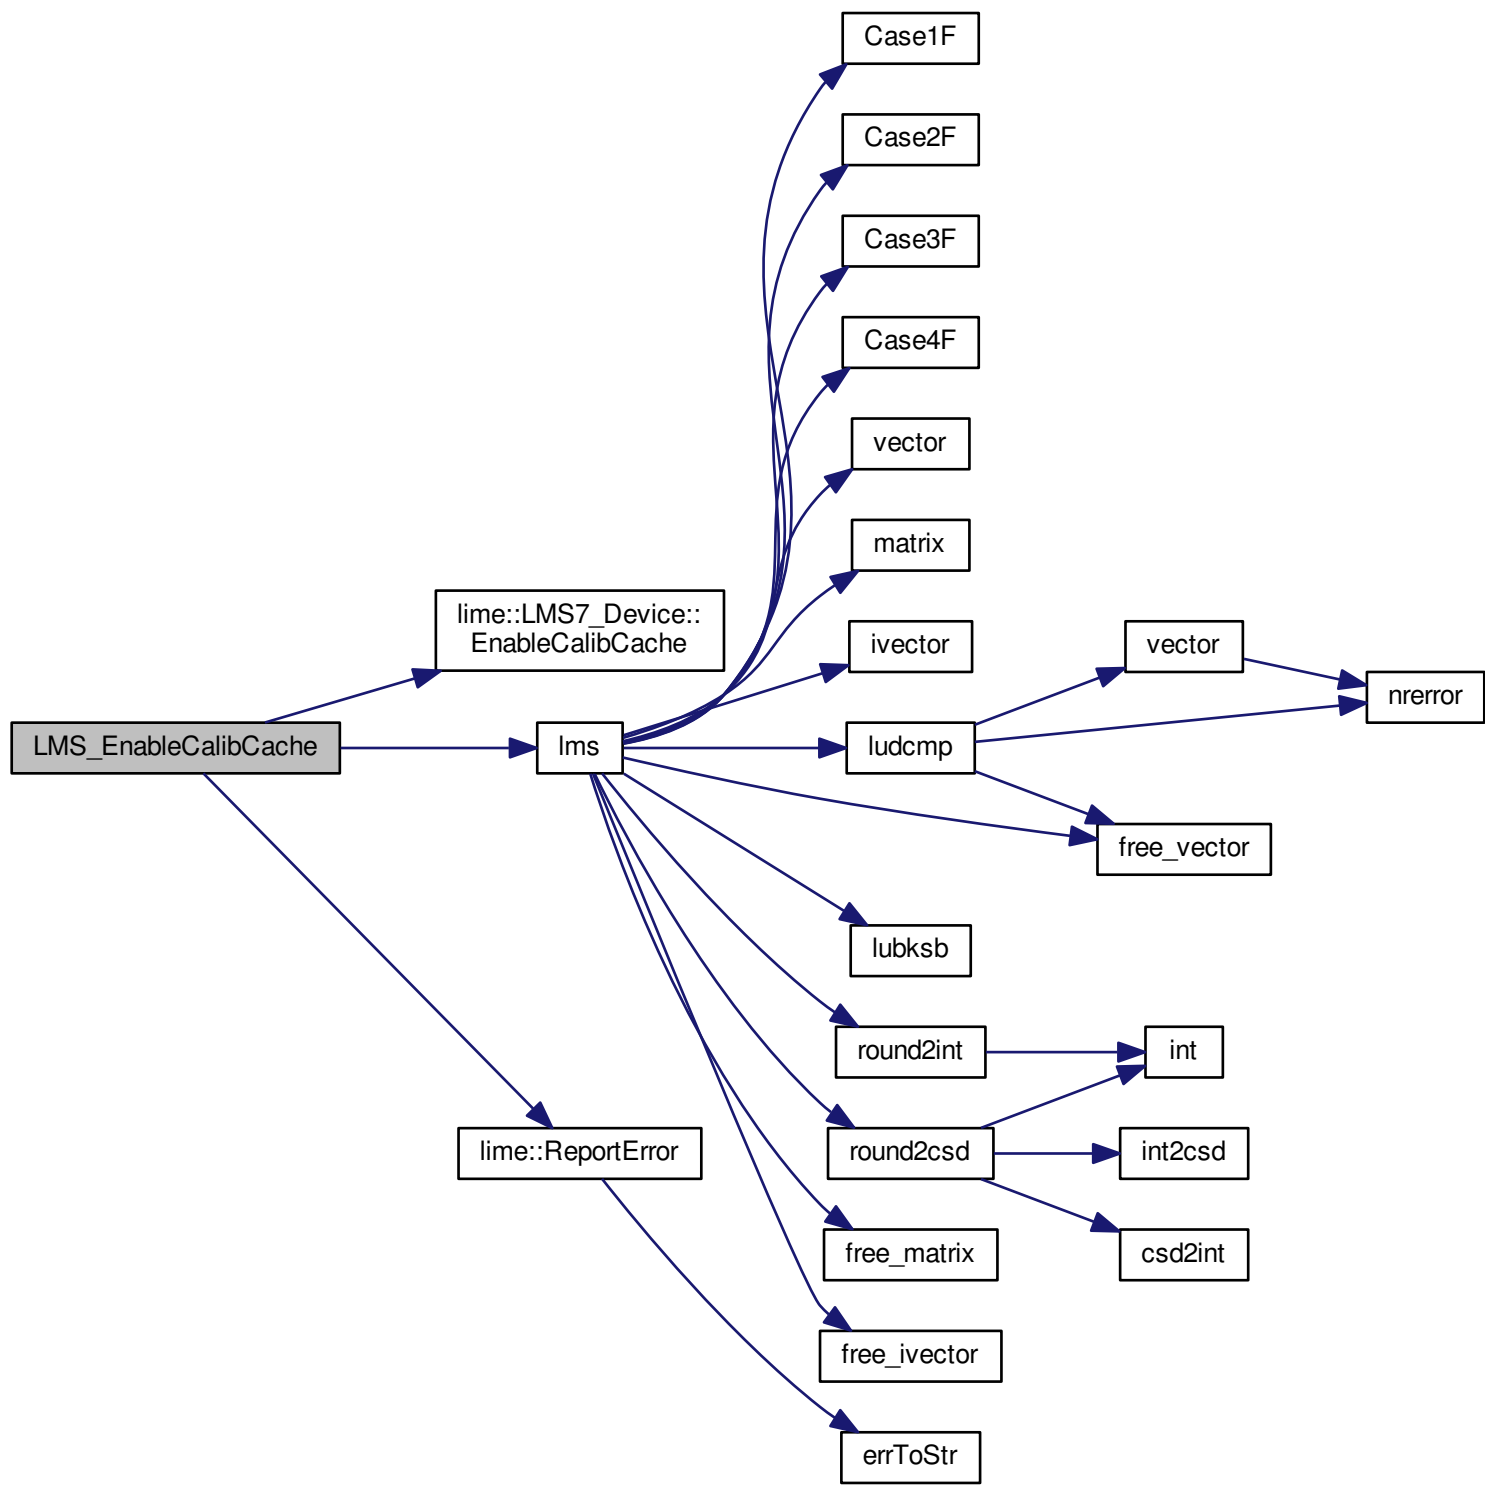 Case1F
Case2F
Case3F
Case4F
vector
matrix
lime::LMS7_Device::
EnableCalibCache
ivector
vector
nrerror
LMS_EnableCalibCache
lms
ludcmp
free_vector
lubksb
round2int
int
lime::ReportError
round2csd
int2csd
free_matrix
csd2int
free_ivector
errToStr